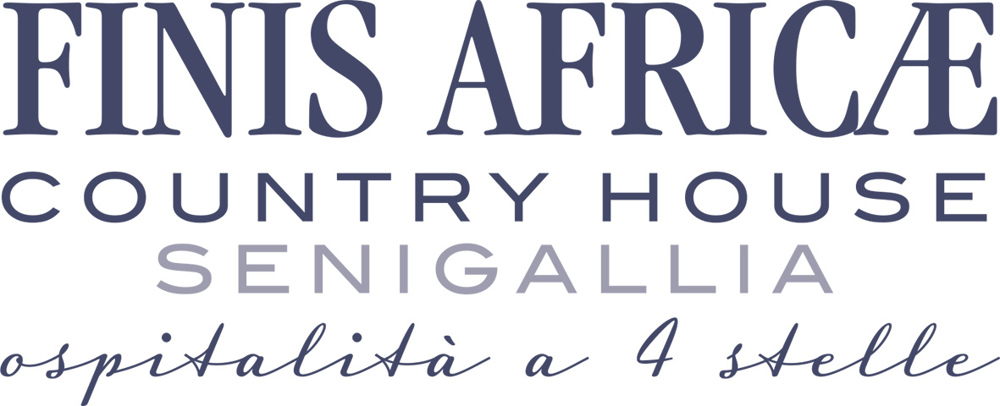 FINIS AFRICÆ
COUNTRY HOUSE
SENIGALLIA
ospitalità a 4 stelle